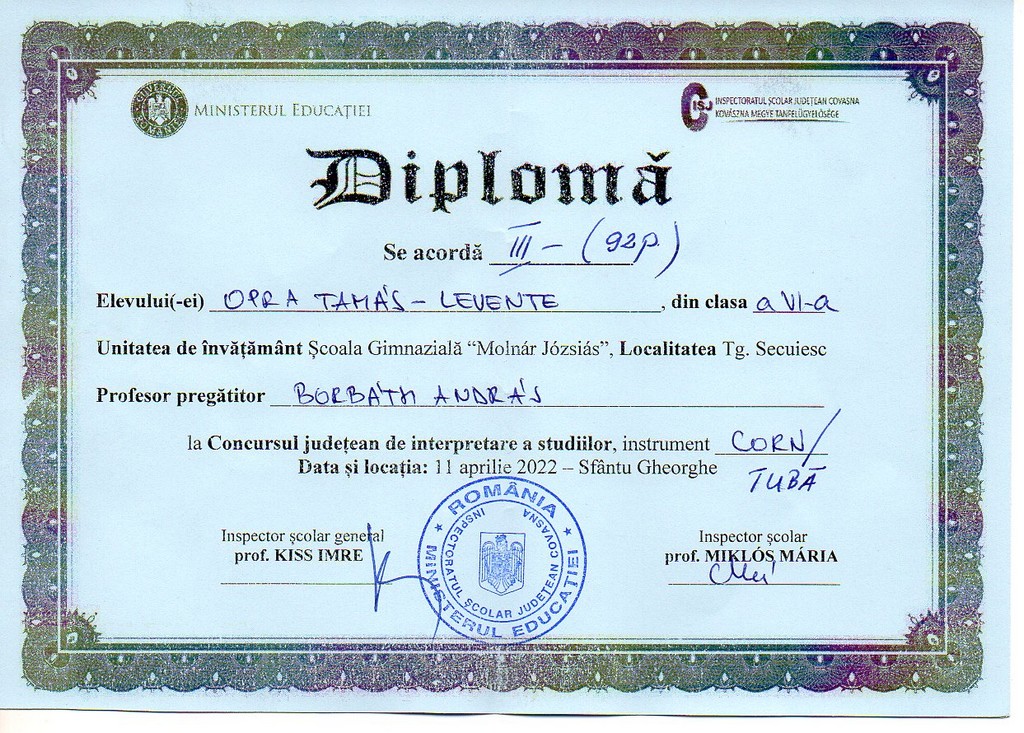 MINISTERUL EDUCAȚIEI
GUVERNUL ROMÂNIEI
ISJ INSPECTORATUL ȘCOLAR JUDEȚEAN COVASNA
KOVÁSZNA MEGYE TANFELÜGYELŐSÉGE
Diplomă
Se acordă III – (92p)
Elevului(-ei) OPRA TAMÁS – LEVENTE, din clasa a VI-a
Unitatea de învățământ Școala Gimnazială “Molnár Józsiás”, Localitatea Tg. Secuiesc
Profesor pregătitor BORBÁTH ANDRÁS
la Concursul județean de interpretare a studiilor, instrument CORN/
Data și locația: 11 aprilie 2022 – Sfântu Gheorghe TUBĂ
Inspector școlar general
prof. KISS IMRE
Inspector școlar
prof. MIKLÓS MÁRIA
ROMÂNIA
MINISTERUL EDUCAȚIEI
INSPECTORATUL ȘCOLAR JUDEȚEAN COVASNA